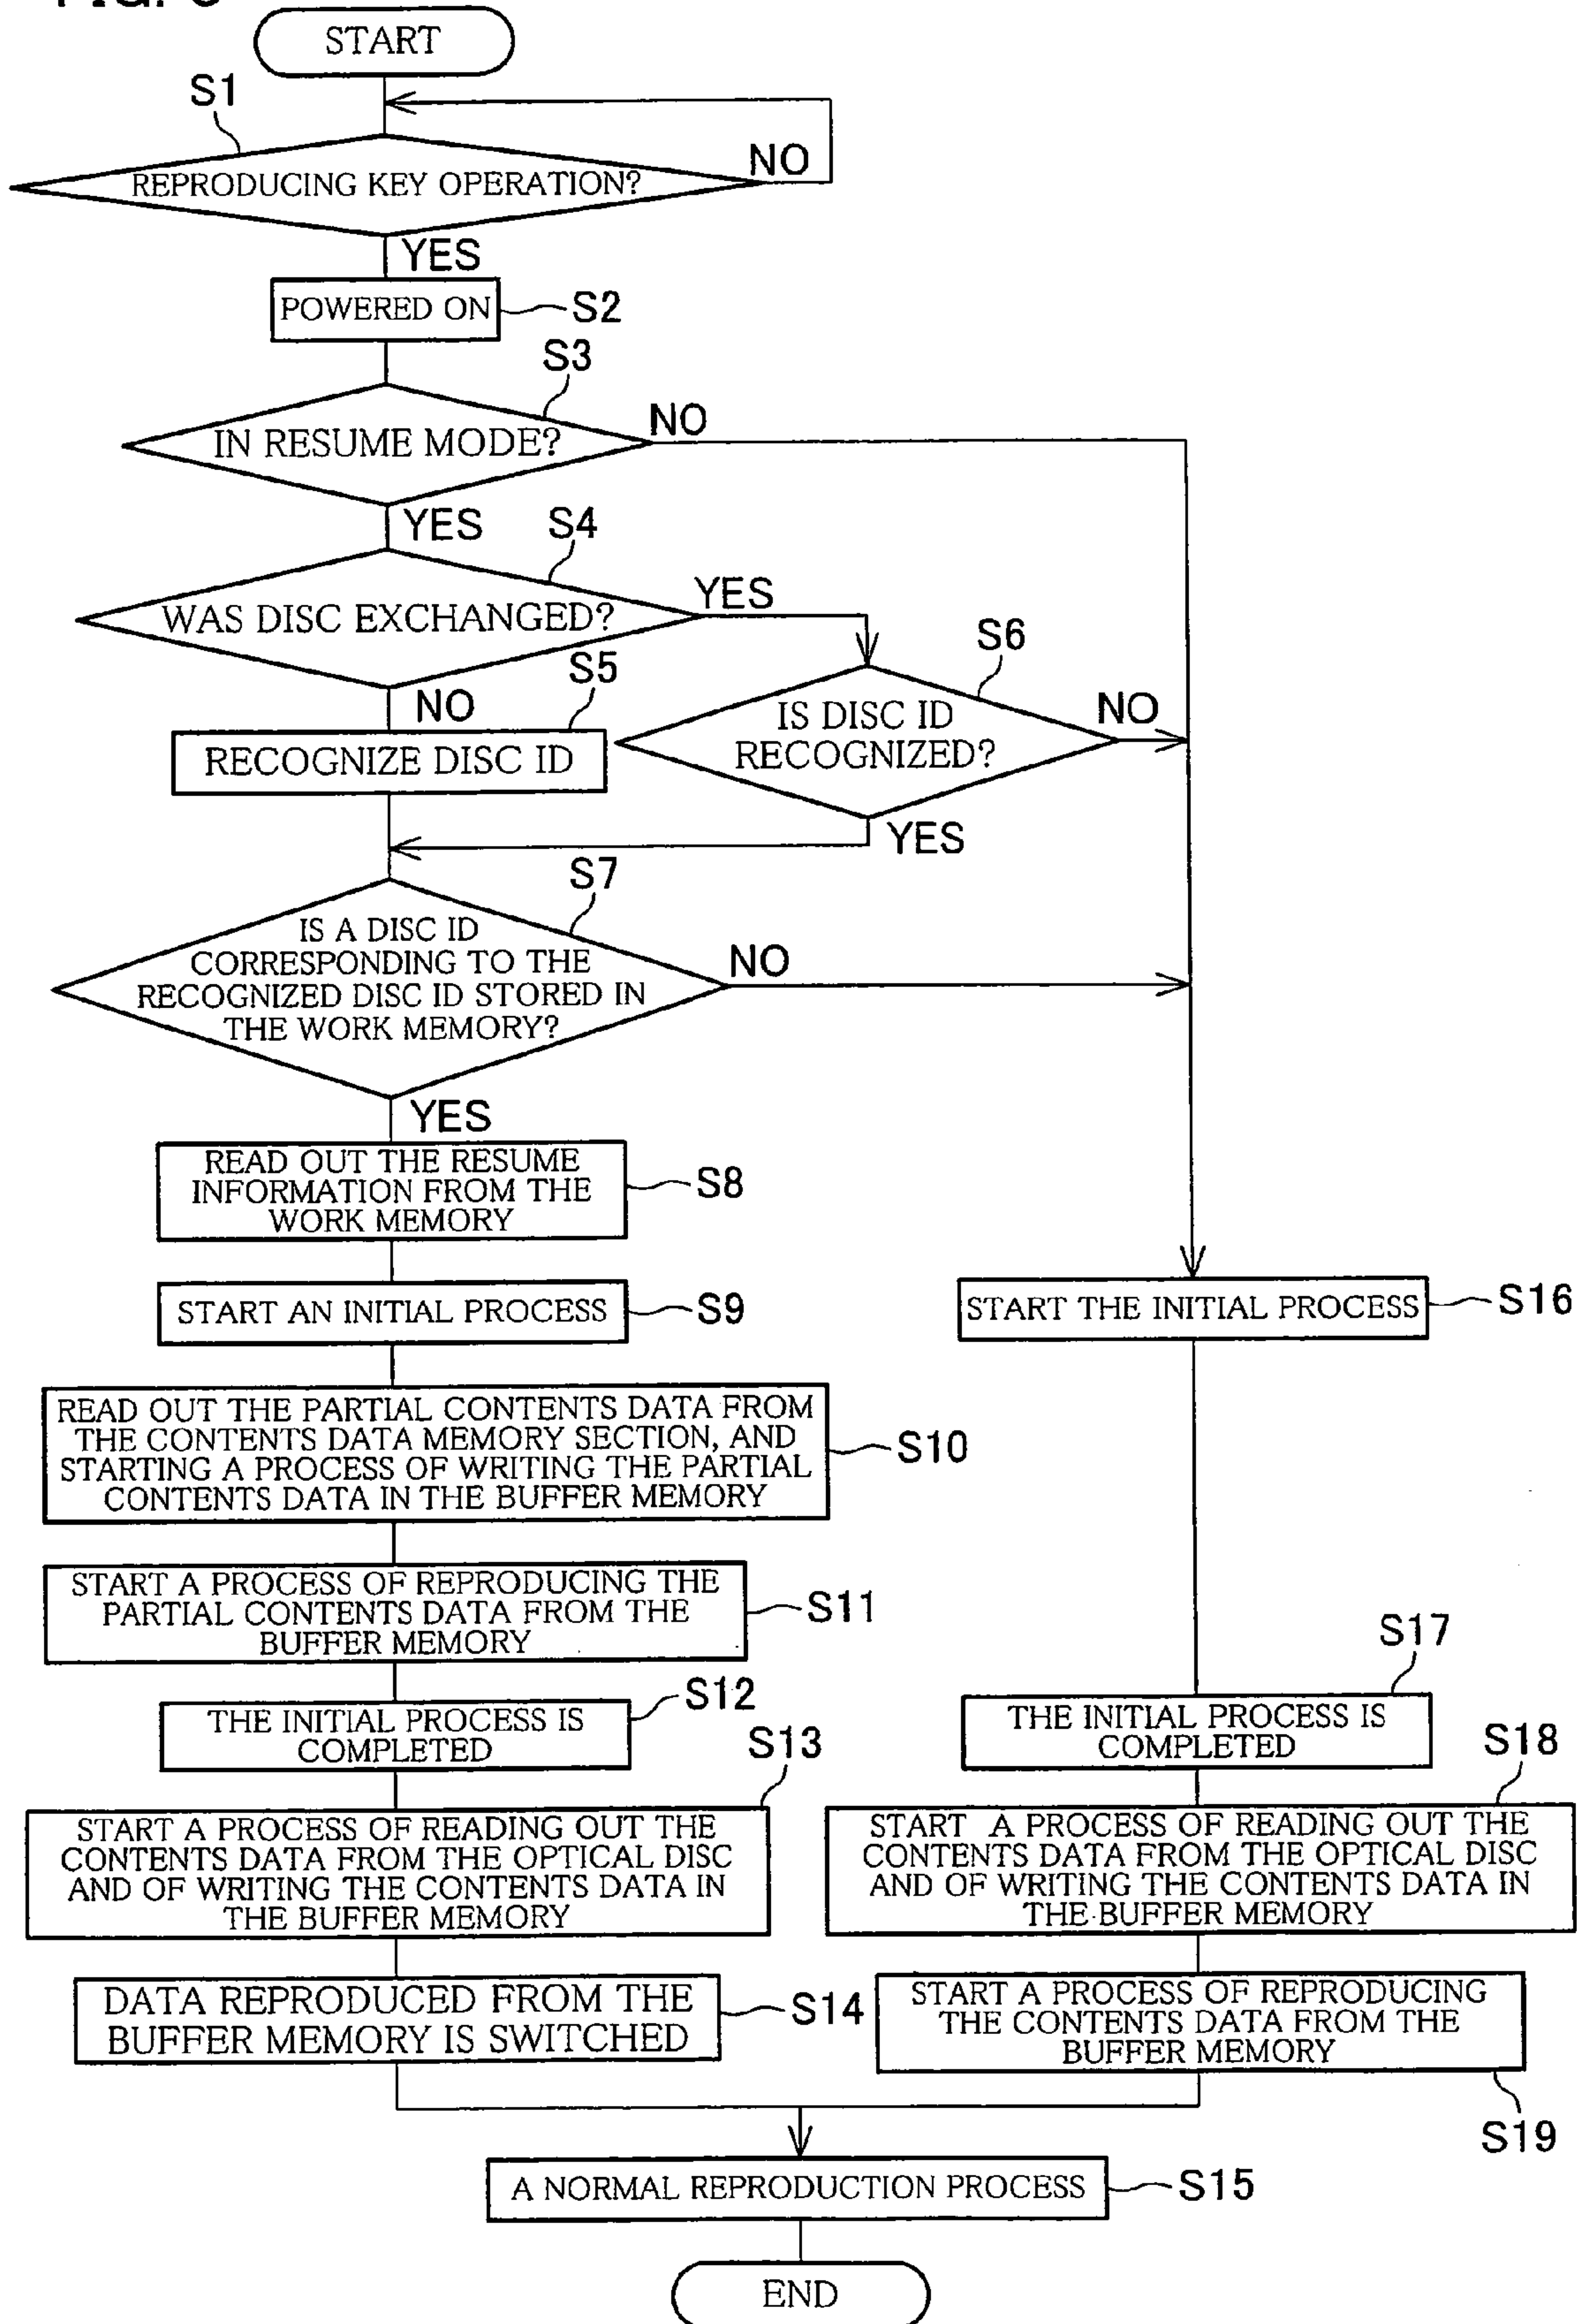 START
S1
NO
REPRODUCING KEY OPERATION?
YES
POWERED ON
S2
S3
NO
IN RESUME MODE?
YES
S4
YES
WAS DISC EXCHANGED?
S5
S6
NO
NO
IS DISC ID
RECOGNIZED?
RECOGNIZE DISC ID
YES
S7
IS A DISC ID
CORRESPONDING TO THE
RECOGNIZED DISC ID STORED IN
THE WORK MEMORY?
NO
YES
READ OUT THE RESUME
INFORMATION FROM THE
WORK MEMORY
S8
START AN INITIAL PROCESS
S9
START THE INITIAL PROCESS
S16
READ OUT THE PARTIAL CONTENTS DATA FROM
THE CONTENTS DATA MEMORY SECTION, AND
STARTING A PROCESS OF WRITING THE PARTIAL
CONTENTS DATA IN THE BUFFER MEMORY
S10
START A PROCESS OF REPRODUCING THE
PARTIAL CONTENTS DATA FROM THE
BUFFER MEMORY
S11
S12
THE INITIAL PROCESS IS
COMPLETED
S17
THE INITIAL PROCESS IS
COMPLETED
S13
START A PROCESS OF READING OUT THE
CONTENTS DATA FROM THE OPTICAL DISC
AND OF WRITING THE CONTENTS DATA IN
THE BUFFER MEMORY
S18
START A PROCESS OF READING OUT THE
CONTENTS DATA FROM THE OPTICAL DISC
AND OF WRITING THE CONTENTS DATA IN
THE BUFFER MEMORY
DATA REPRODUCED FROM THE
BUFFER MEMORY IS SWITCHED
S14
START A PROCESS OF REPRODUCING
THE CONTENTS DATA FROM THE
BUFFER MEMORY
S19
A NORMAL REPRODUCTION PROCESS
S15
END